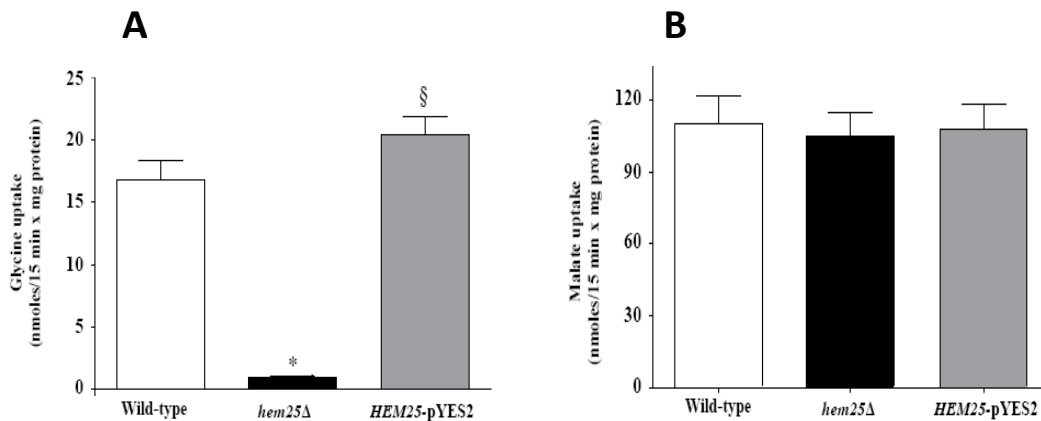 A
B
Glycine uptake
(nmoles/15 min x mg protein)
25
20
15
10
5
0
§
*
Wild-type
hem25Δ
HEM25-pYES2
Malate uptake
(nmoles/15 min x mg protein)
120
90
60
30
0
Wild-type
hem25Δ
HEM25-pYES2